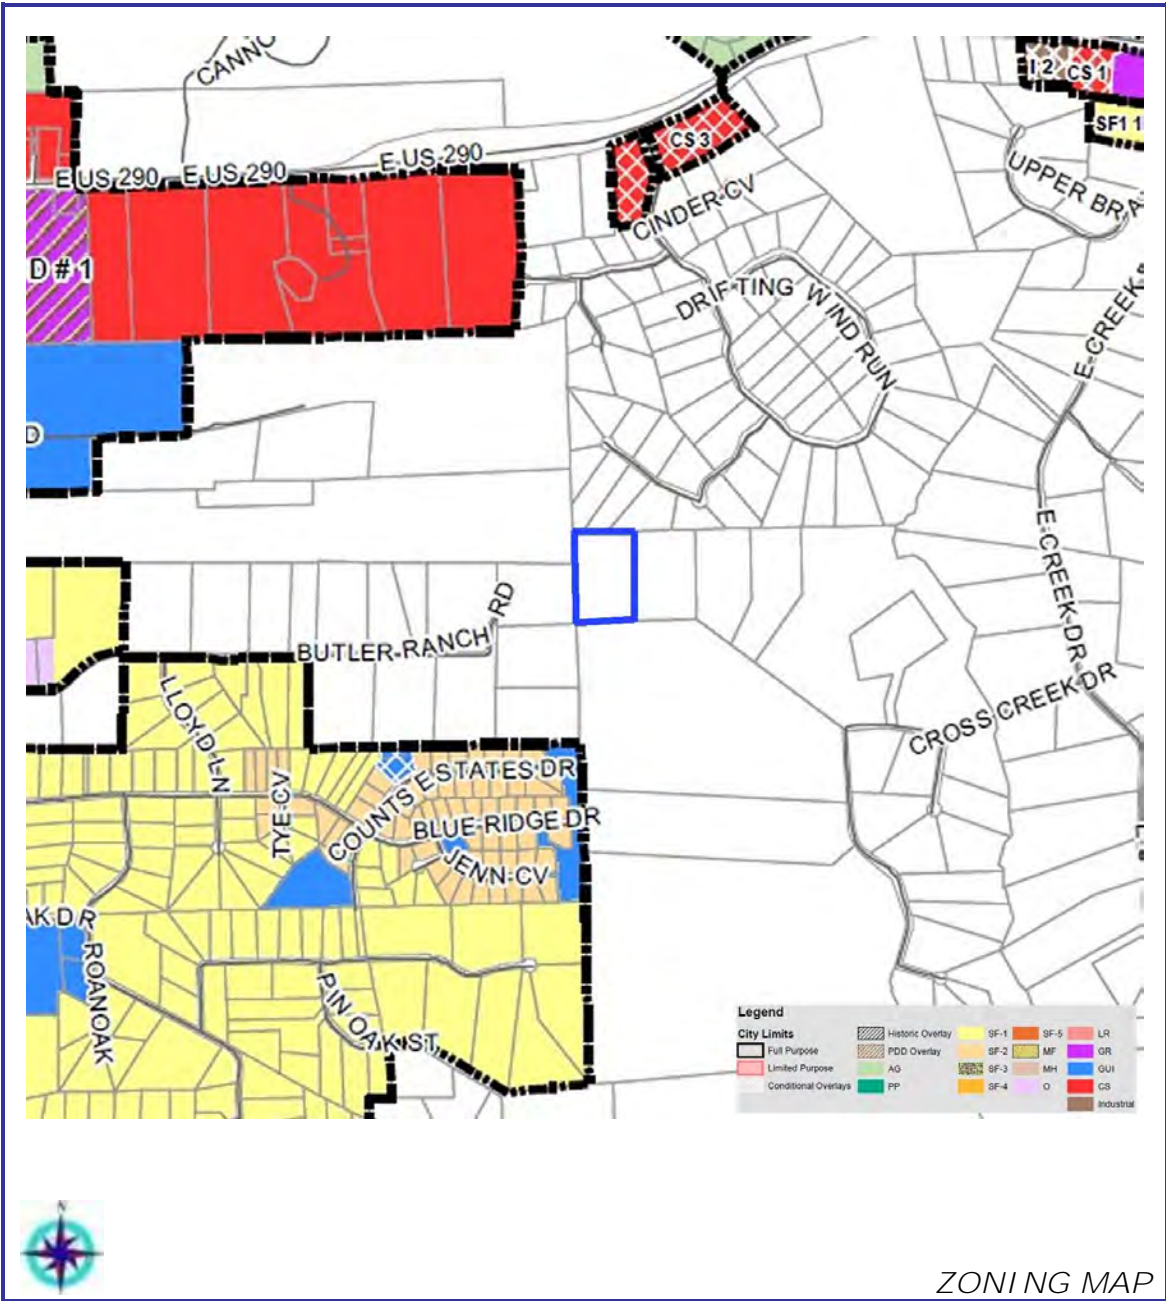 CANNO
I 2
CS 1
SF1 1
CS 3
E US 290
E US 290
E US 290
UPPER BRA
CINDER CV
D # 1
DRIFTING WIND RUN
E CREEK
D
E CREEK DR
RD
BUTLER RANCH
LLOYD LN
CROSS CREEK DR
TYE CV
COUNTS ESTATES DR
BLUE RIDGE DR
JENN CV
AK DR
ROANOAK
PIN OAK ST
Legend
City Limits
Full Purpose
Limited Purpose
Conditional Overlays
Historic Overlay
PDD Overlay
AG
PP
SF-1
SF-2
SF-3
SF-4
SF-5
MF
MH
O
LR
GR
GUI
CS
Industrial
N
ZONING MAP